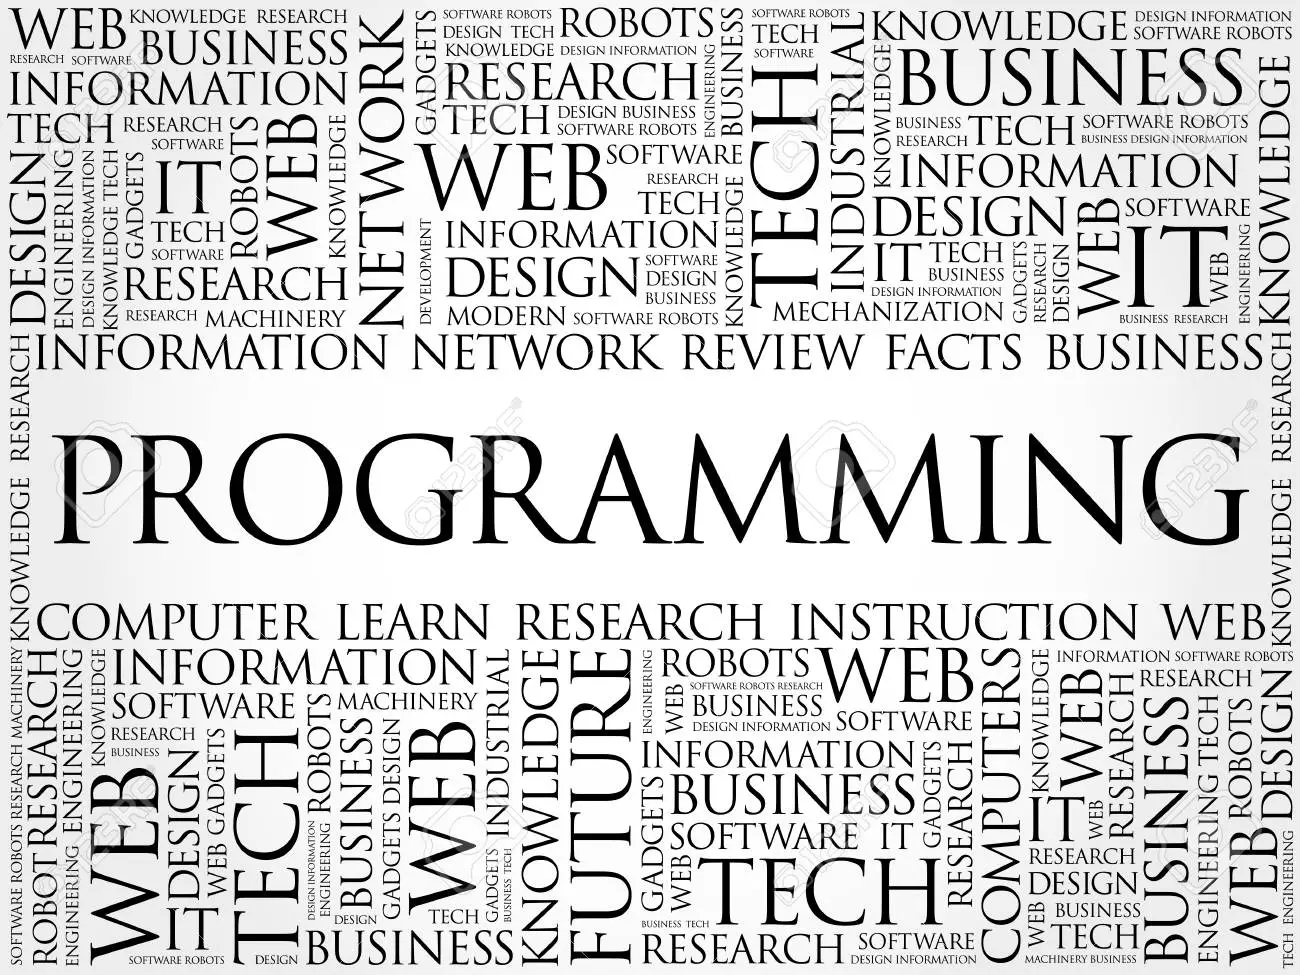 WEB KNOWLEDGE RESEARCH
RESEARCH SOFTWARE BUSINESS
INFORMATION
TECH RESEARCH
SOFTWARE
DESIGN
ENGINEERING
DESIGN INFORMATION
KNOWLEDGE TECH
GADGETS
IT
TECH
SOFTWARE
ROBOTS
WEB
KNOWLEDGE
RESEARCH
RESEARCH MACHINERY
NETWORK
GADGETS
SOFTWARE ROBOTS
DESIGN TECH
KNOWLEDGE
ROBOTS
DESIGN INFORMATION
RESEARCH
TECH
DESIGN BUSINESS
SOFTWARE ROBOTS
ENGINEERING
BUSINESS
WEB
SOFTWARE
RESEARCH
TECH
INFORMATION
DEVELOPMENT
DESIGN
SOFTWARE
DESIGN
BUSINESS
MODERN SOFTWARE ROBOTS
KNOWLEDGE
SOFTWARE ROBOTS
TECH
SOFTWARE
TECH
INDUSTRIAL
MECHANIZATION
KNOWLEDGE
KNOWLEDGE
DESIGN INFORMATION
SOFTWARE ROBOTS
BUSINESS
BUSINESS
RESEARCH
TECH
SOFTWARE ROBOTS
BUSINESS DESIGN INFORMATION
INFORMATION
DESIGN
SOFTWARE
IT
TECH
BUSINESS
DESIGN INFORMATION
GADGETS
RESEARCH
DESIGN
WEB
IT
WEB
ENGINEERING
BUSINESS RESEARCH
KNOWLEDGE
INFORMATION NETWORK REVIEW FACTS BUSINESS
KNOWLEDGE RESEARCH
PROGRAMMING
KNOWLEDGE RESEARCH
COMPUTER LEARN RESEARCH INSTRUCTION WEB
SOFTWARE ROBOTS RESEARCH MACHINERY
ROBOT RESEARCH
ENGINEERING ENGINEERING
KNOWLEDGE
INFORMATION
SOFTWARE
RESEARCH
BUSINESS
WEB
DESIGN
IT
WEB GADGETS
SOFTWARE ROBOTS
TECH
DESIGN
ROBOTS
DESIGN INFORMATION
ENGINEERING
MACHINERY
BUSINESS
DESIGN
GADGETS DESIGN
WEB
TECH
BUSINESS
INDUSTRIAL
GADGETS
BUSINESS TECH
KNOWLEDGE
FUTURE
ENGINEERING
WEB
ROBOTS
SOFTWARE ROBOTS RESEARCH
BUSINESS
DESIGN INFORMATION
WEB
SOFTWARE
INFORMATION
BUSINESS
SOFTWARE IT
GADGETS
WEB
TECH
BUSINESS TECH
RESEARCH
SOFTWARE
DESIGN INFORMATION
GADGETS
RESEARCH
COMPUTERS
KNOWLEDGE
INFORMATION SOFTWARE ROBOTS
RESEARCH
WEB
IT
WEB
RESEARCH
RESEARCH
DESIGN
WEB
BUSINESS
TECH
MACHINERY BUSINESS
BUSINESS
ENGINEERING TECH
ROBOTS
WEB
DESIGN
TECH ENGINEERING